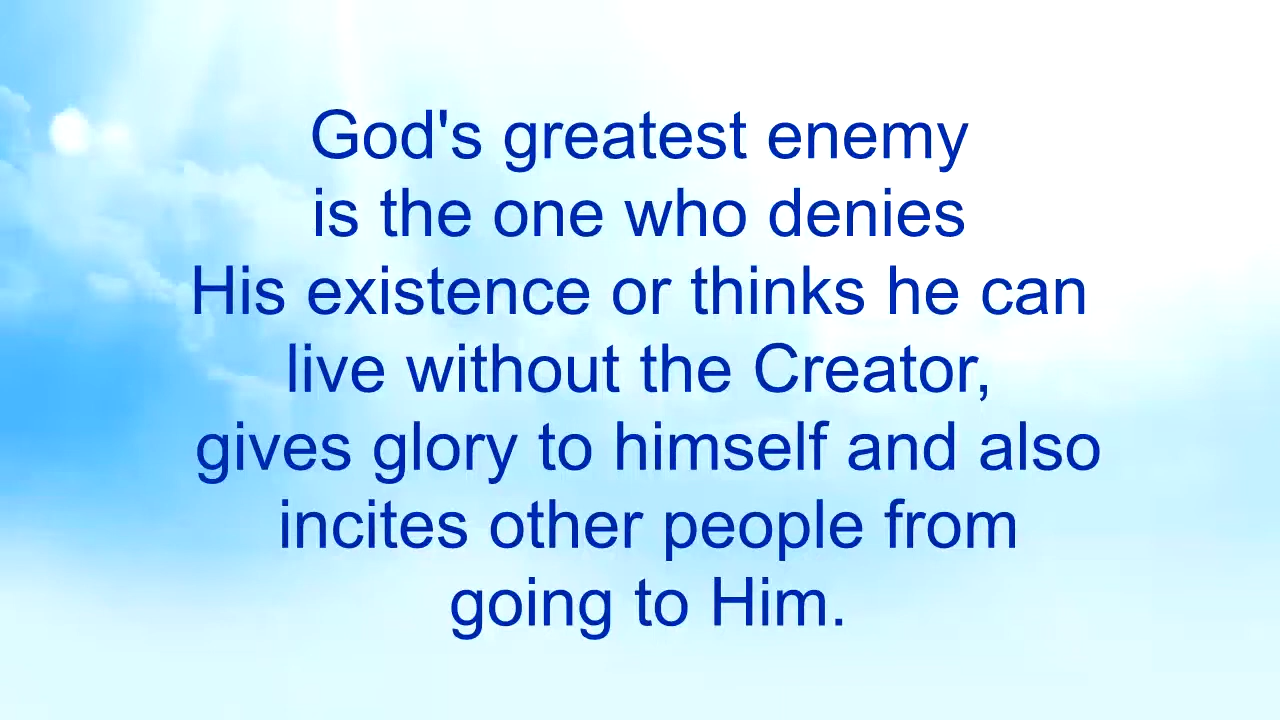 God's greatest enemy
is the one who denies
His existence or thinks he can
live without the Creator,
gives glory to himself and also
incites other people from
going to Him.